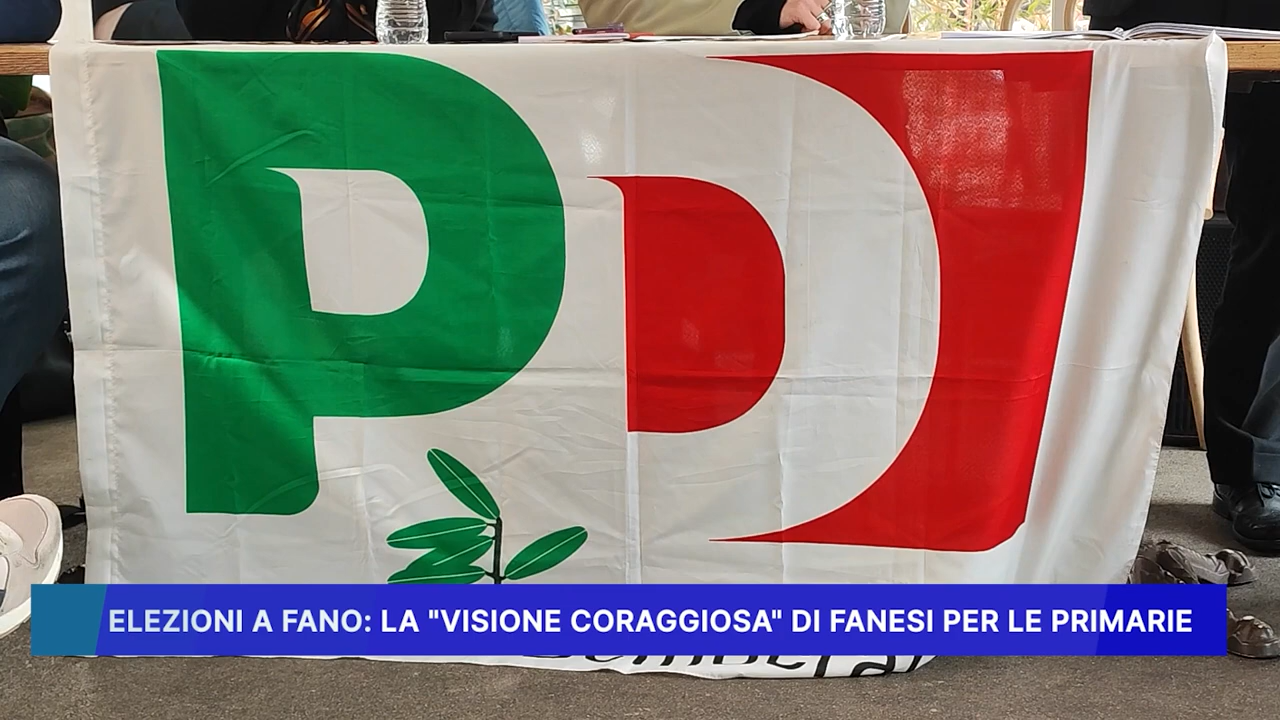 PD
ELEZIONI A FANO: LA "VISIONE CORAGGIOSA" DI FANESI PER LE PRIMARIE